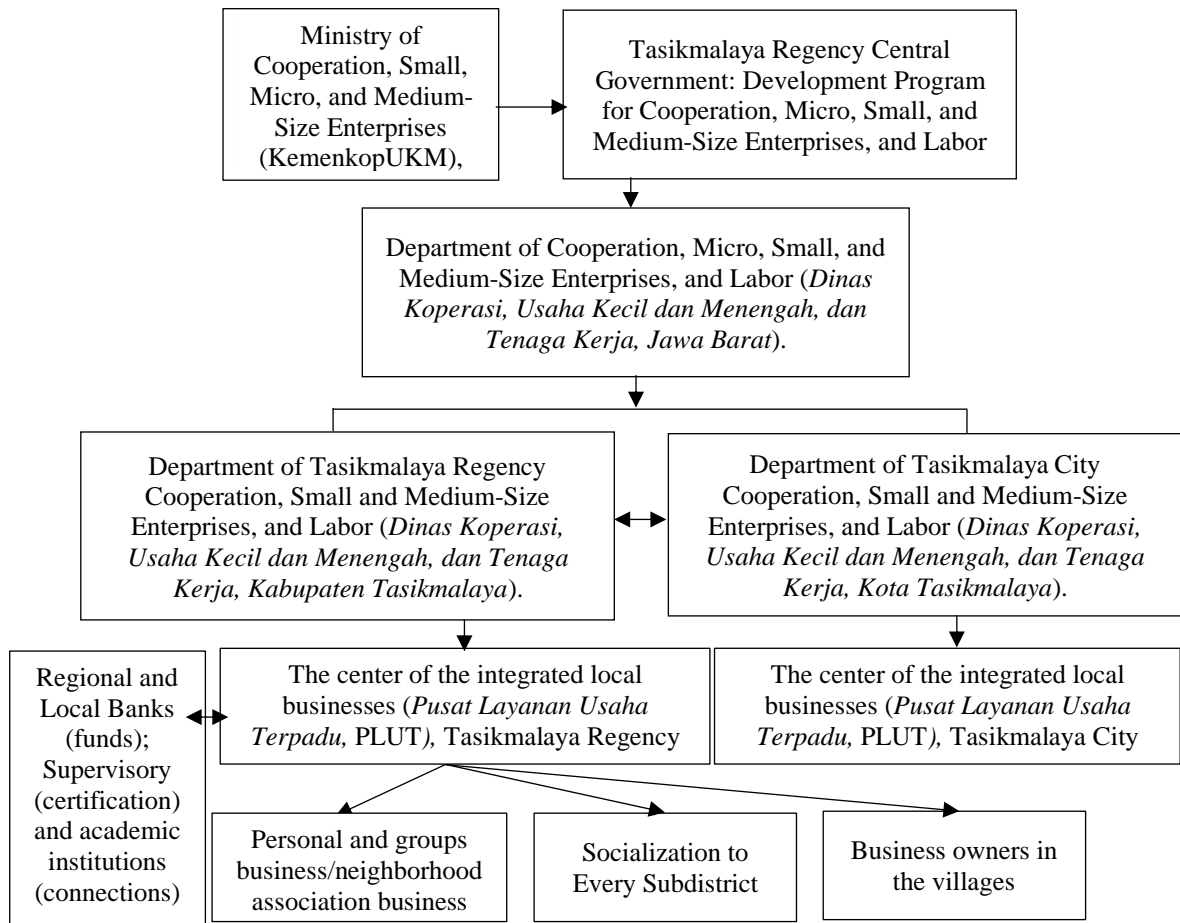 Ministry of
Cooperation, Small,
Micro, and Medium-
Size Enterprises
(KemenkopUKM),
Tasikmalaya Regency Central
Government: Development Program
for Cooperation, Micro, Small, and
Medium-Size Enterprises, and Labor
Department of Cooperation, Micro, Small, and
Medium-Size Enterprises, and Labor (Dinas
Koperasi, Usaha Kecil dan Menengah, dan
Tenaga Kerja, Jawa Barat).
Department of Tasikmalaya Regency
Cooperation, Small and Medium-Size
Enterprises, and Labor (Dinas Koperasi,
Usaha Kecil dan Menengah, dan Tenaga
Kerja, Kabupaten Tasikmalaya).
Department of Tasikmalaya City
Cooperation, Small and Medium-Size
Enterprises, and Labor (Dinas Koperasi,
Usaha Kecil dan Menengah, dan Tenaga
Kerja, Kota Tasikmalaya).
Regional and
Local Banks
(funds);
Supervisory
(certification)
and academic
institutions
(connections)
The center of the integrated local
businesses (Pusat Layanan Usaha
Terpadu, PLUT), Tasikmalaya Regency
The center of the integrated local
businesses (Pusat Layanan Usaha
Terpadu, PLUT), Tasikmalaya City
Personal and groups
business/neighborhood
association business
Socialization to
Every Subdistrict
Business owners in
the villages